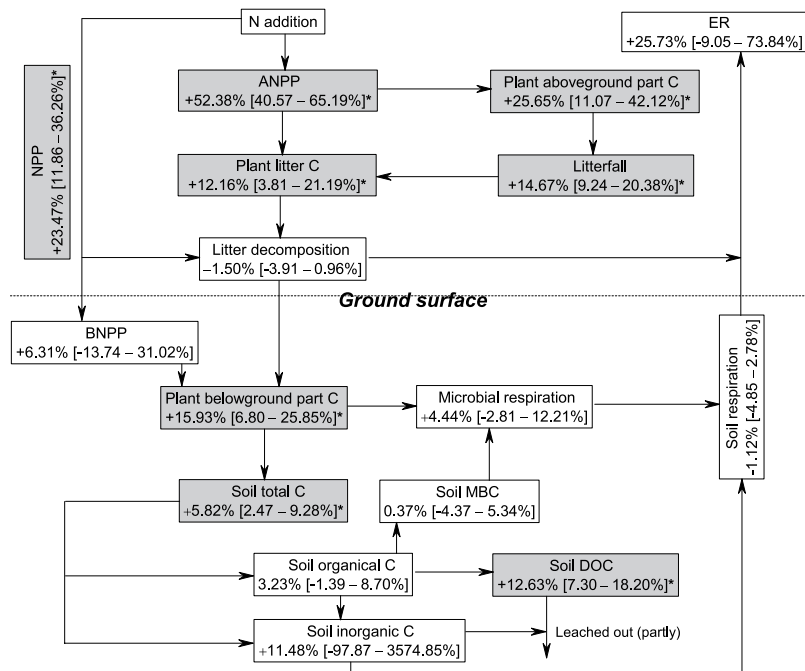 N addition
ER
+25.73% [-9.05 – 73.84%]
ANPP
+52.38% [40.57 – 65.19%]*
Plant aboveground part C
+25.65% [11.07 – 42.12%]*
NPP
+23.47% [11.86 – 36.26%]*
Plant litter C
+12.16% [3.81 – 21.19%]*
Litterfall
+14.67% [9.24 – 20.38%]*
Litter decomposition
–1.50% [-3.91 – 0.96%]
Ground surface
BNPP
+6.31% [-13.74 – 31.02%]
Plant belowground part C
+15.93% [6.80 – 25.85%]*
Microbial respiration
+4.44% [-2.81 – 12.21%]
Soil respiration
-1.12% [-4.85 – 2.78%]
Soil total C
+5.82% [2.47 – 9.28%]*
Soil MBC
0.37% [-4.37 – 5.34%]
Soil organical C
3.23% [-1.39 – 8.70%]
Soil DOC
+12.63% [7.30 – 18.20%]*
Soil inorganic C
+11.48% [-97.87 – 3574.85%]
Leached out (partly)